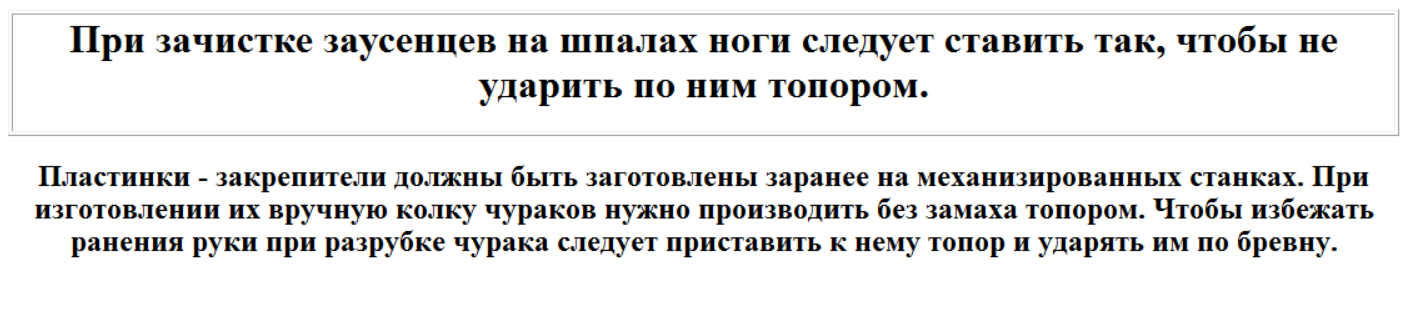 При зачистке заусенцев на шпалах ноги следует ставить так, чтобы не
ударить по ним топором.
Пластинки - закрепители должны быть заготовлены заранее на механизированных станках. При
изготовлении их вручную колку чураков нужно производить без замаха топором. Чтобы избежать
ранения руки при разрубке чурака следует приставить к нему топор и ударять им по бревну.